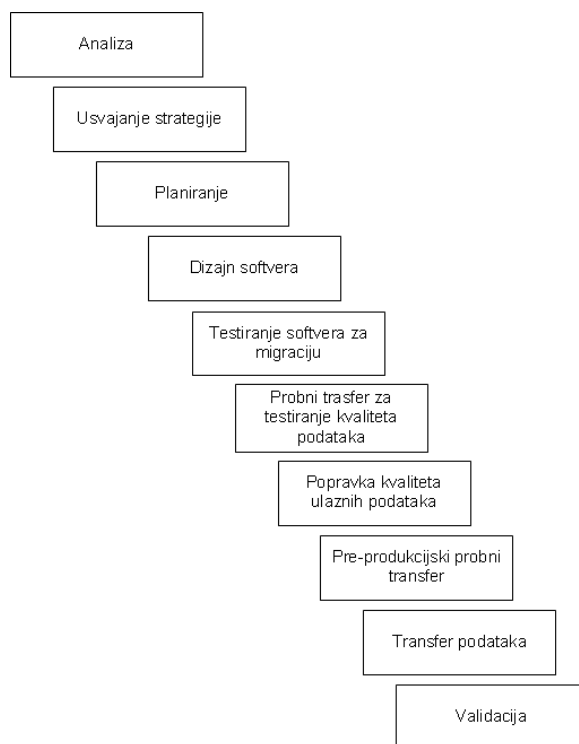 Analiza
Usvajanje strategije
Planiranje
Dizajn softvera
Testiranje softvera za
migraciju
Probni trasfer za
testiranje kvaliteta
podataka
Popravka kvaliteta
ulaznih podataka
Pre-produkcijski probni
transfer
Transfer podataka
Validacija